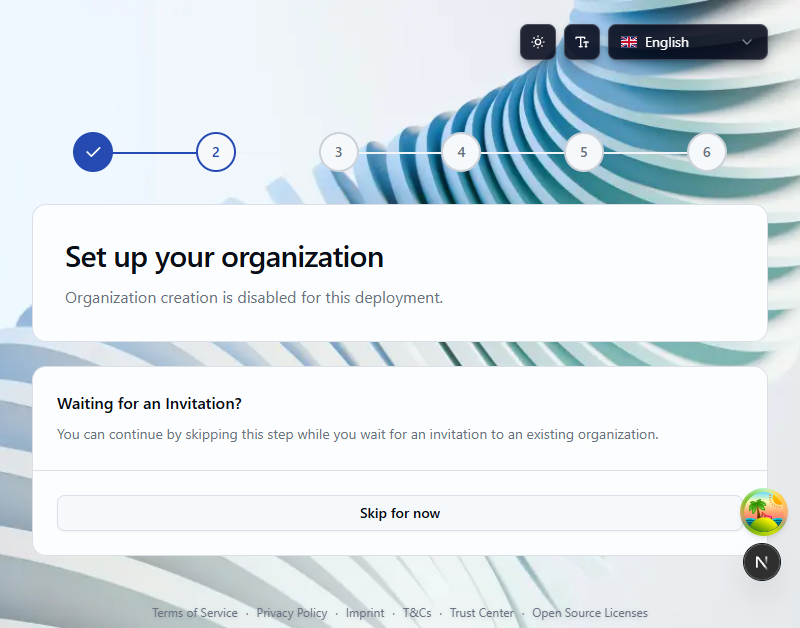 English
2
3
4
5
6
Set up your organization
Organization creation is disabled for this deployment.
Waiting for an Invitation?
You can continue by skipping this step while you wait for an invitation to an existing organization.
Skip for now
N
Terms of Service · Privacy Policy · Imprint · T&Cs · Trust Center · Open Source Licenses